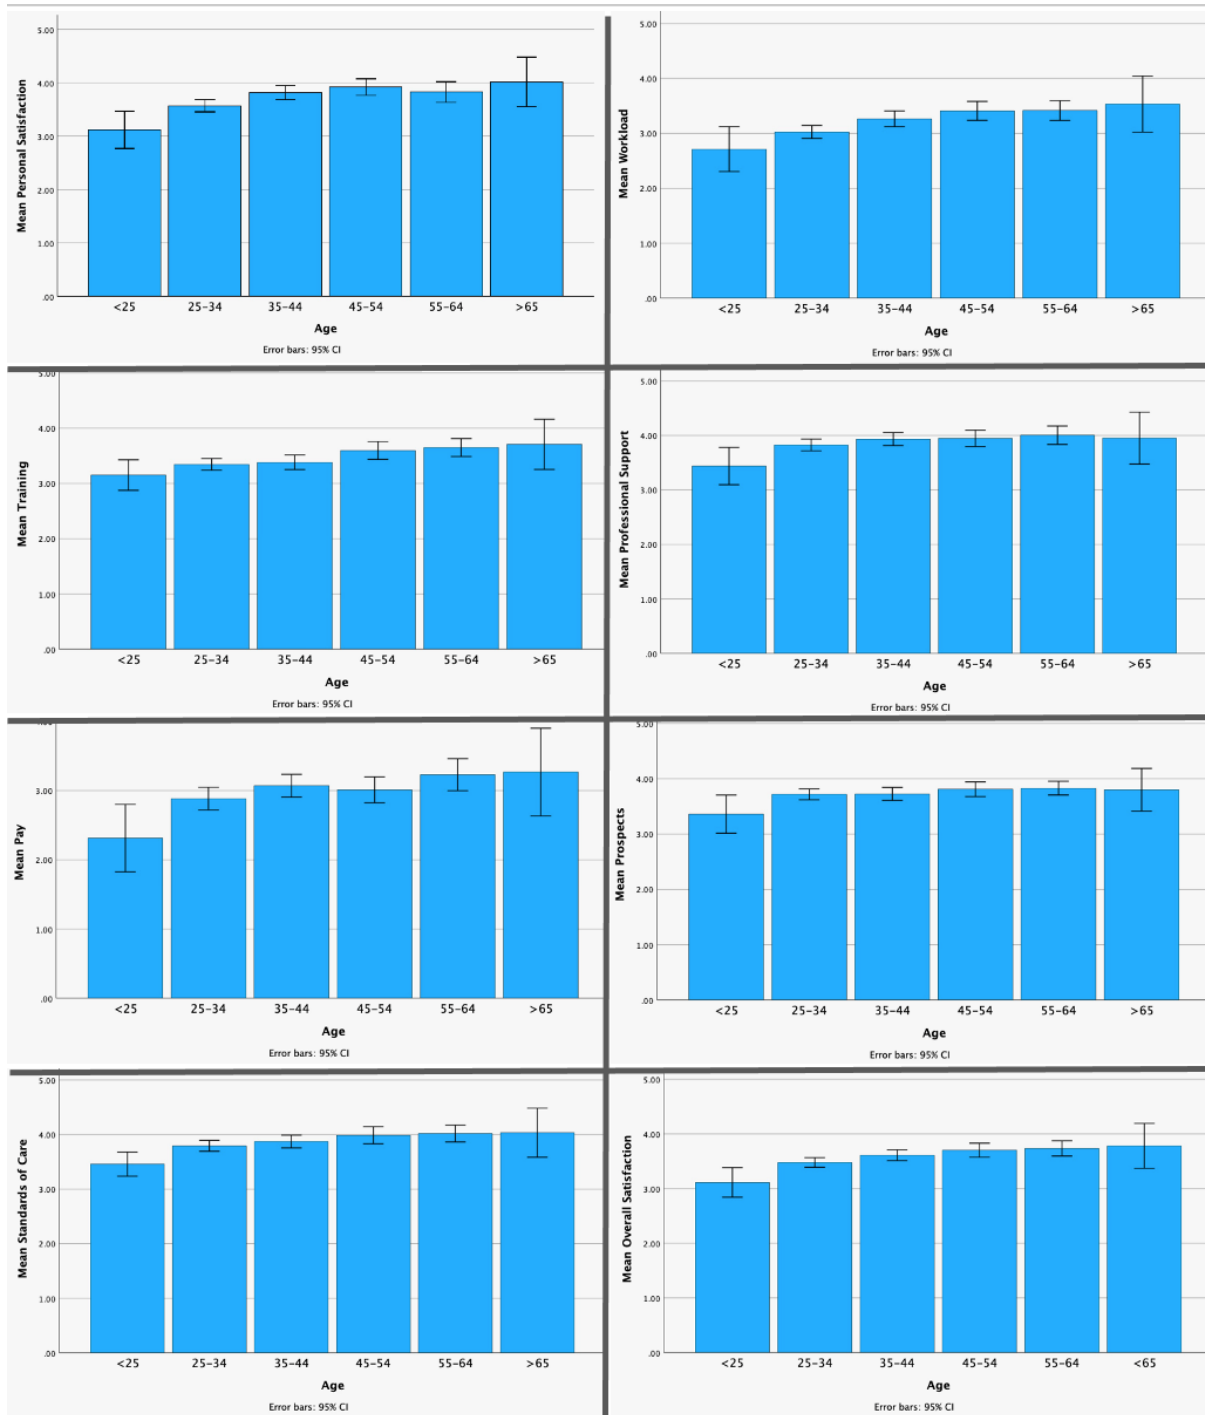 Mean Personal Satisfaction
5.00
4.00
3.00
2.00
1.00
.00
<25 25–34 35–44 45–54 55–64 >65
Age
Error bars: 95% CI
Mean Workload
5.00
4.00
3.00
2.00
1.00
.00
<25 25–34 35–44 45–54 55–64 >65
Age
Error bars: 95% CI
Mean Training
5.00
4.00
3.00
2.00
1.00
.00
<25 25–34 35–44 45–54 55–64 >65
Age
Error bars: 95% CI
Mean Professional Support
5.00
4.00
3.00
2.00
1.00
.00
<25 25–34 35–44 45–54 55–64 >65
Age
Error bars: 95% CI
Mean Pay
3.00
2.00
1.00
.00
<25 25–34 35–44 45–54 55–64 >65
Age
Error bars: 95% CI
Mean Prospects
5.00
4.00
3.00
2.00
1.00
.00
<25 25–34 35–44 45–54 55–64 >65
Age
Error bars: 95% CI
Mean Standards of Care
5.00
4.00
3.00
2.00
1.00
.00
<25 25–34 35–44 45–54 55–64 >65
Age
Error bars: 95% CI
Mean Overall Satisfaction
5.00
4.00
3.00
2.00
1.00
.00
<25 25–34 35–44 45–54 55–64 <65
Age
Error bars: 95% CI